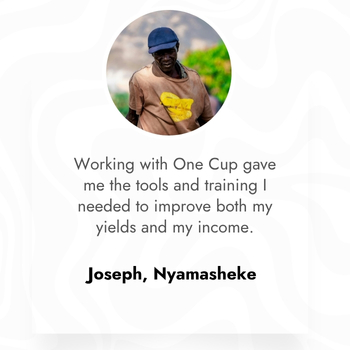 Working with One Cup gave
me the tools and training I
needed to improve both my
yields and my income.
Joseph, Nyamasheke